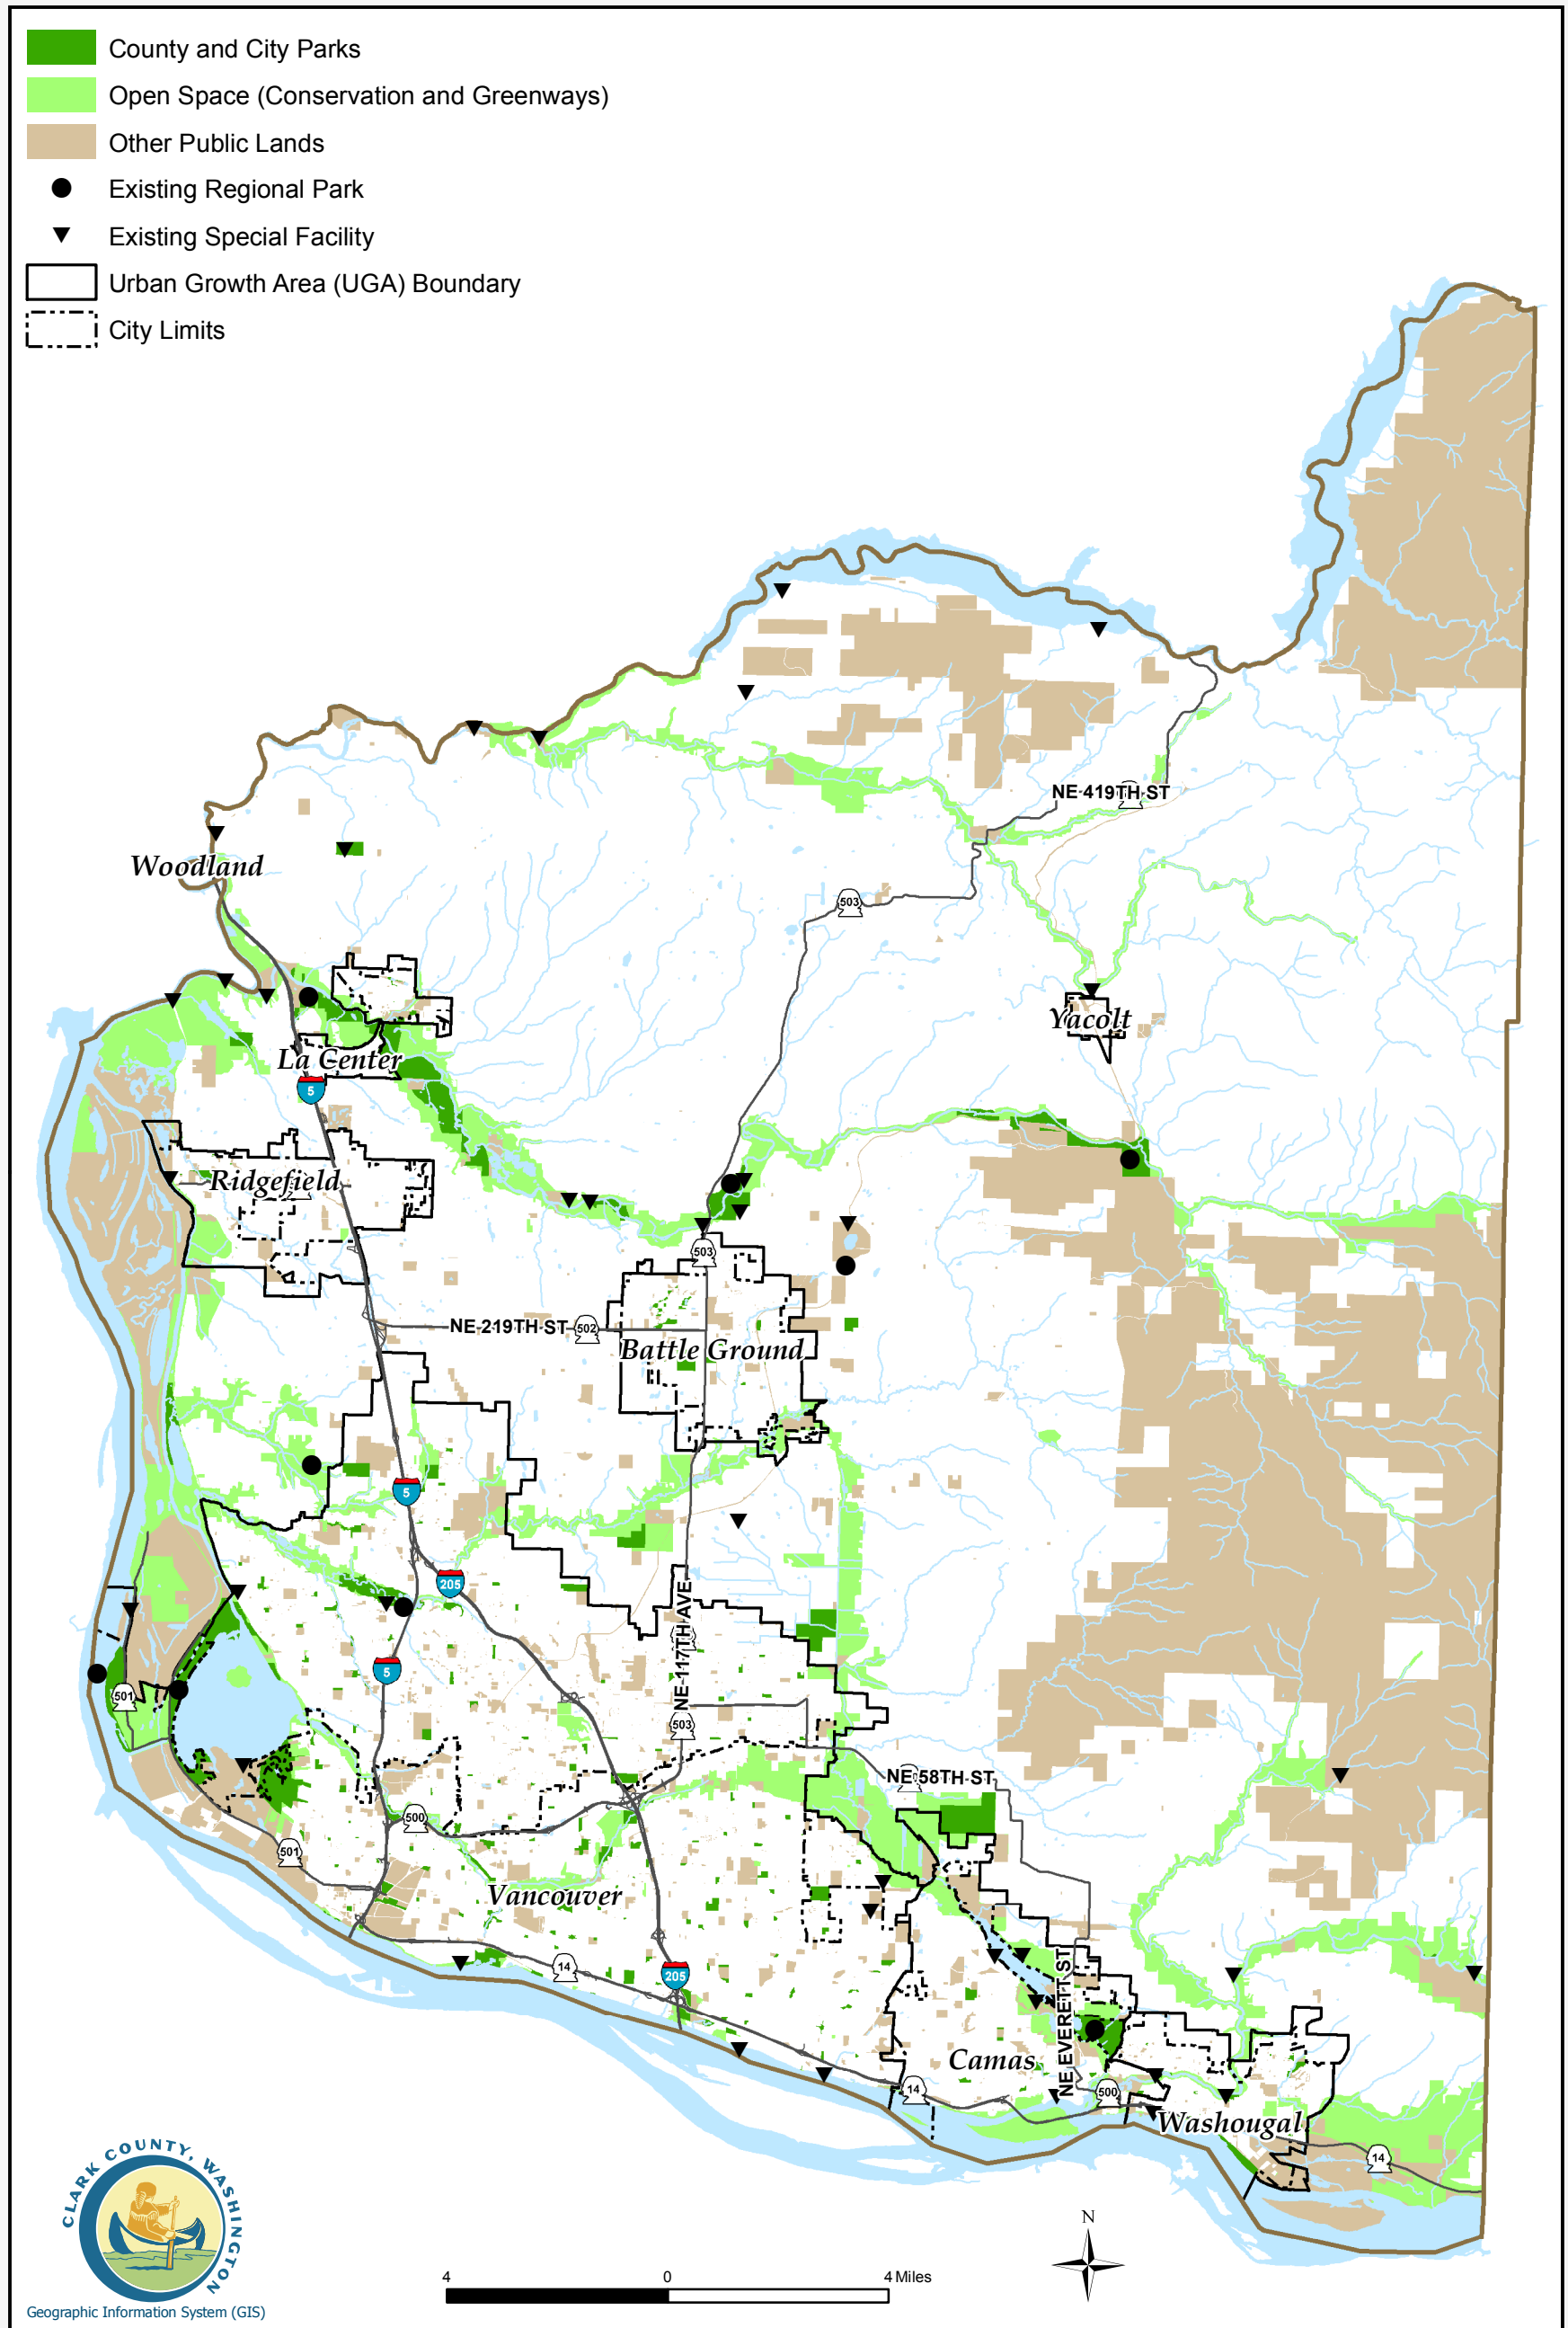 County and City Parks
Open Space (Conservation and Greenways)
Other Public Lands
Existing Regional Park
Existing Special Facility
Urban Growth Area (UGA) Boundary
City Limits
NE 419TH ST
Woodland
503
Yacolt
La Center
5
Ridgefield
503
NE 219TH ST
502
Battle Ground
5
205
NE 117TH AVE
5
501
503
NE 58TH ST
500
501
Vancouver
14
205
NE EVERETT ST
Camas
14
500
Washougal
14
CLARK COUNTY, WASHINGTON
Geographic Information System (GIS)
N
4 0 4 Miles